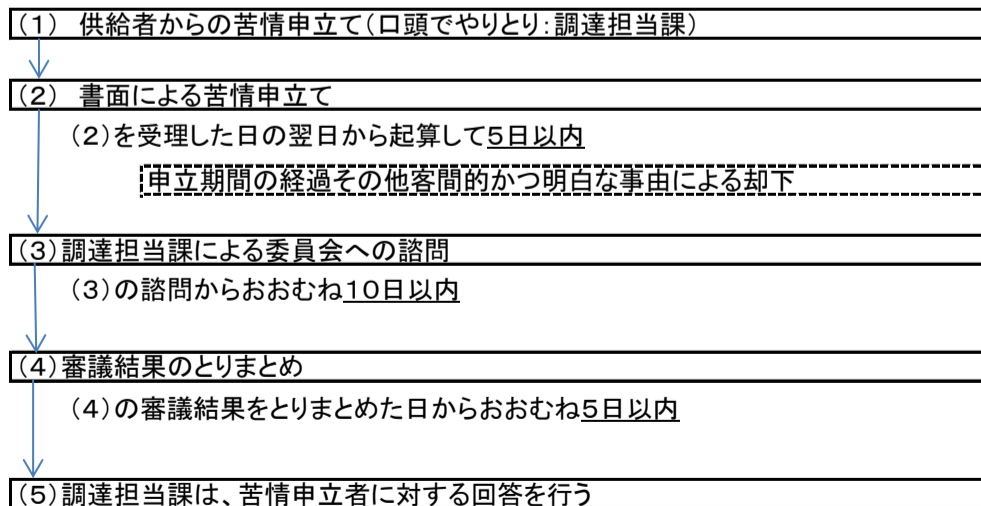 (1) 供給者からの苦情申立て(口頭でやりとり:調達担当課)
(2) 書面による苦情申立て
(2)を受理した日の翌日から起算して5日以内
申立期間の経過その他客間的かつ明白な事由による却下
(3)調達担当課による委員会への諮問
(3)の諮問からおおむね10日以内
(4)審議結果のとりまとめ
(4)の審議結果をとりまとめた日からおおむね5日以内
(5)調達担当課は、苦情申立者に対する回答を行う